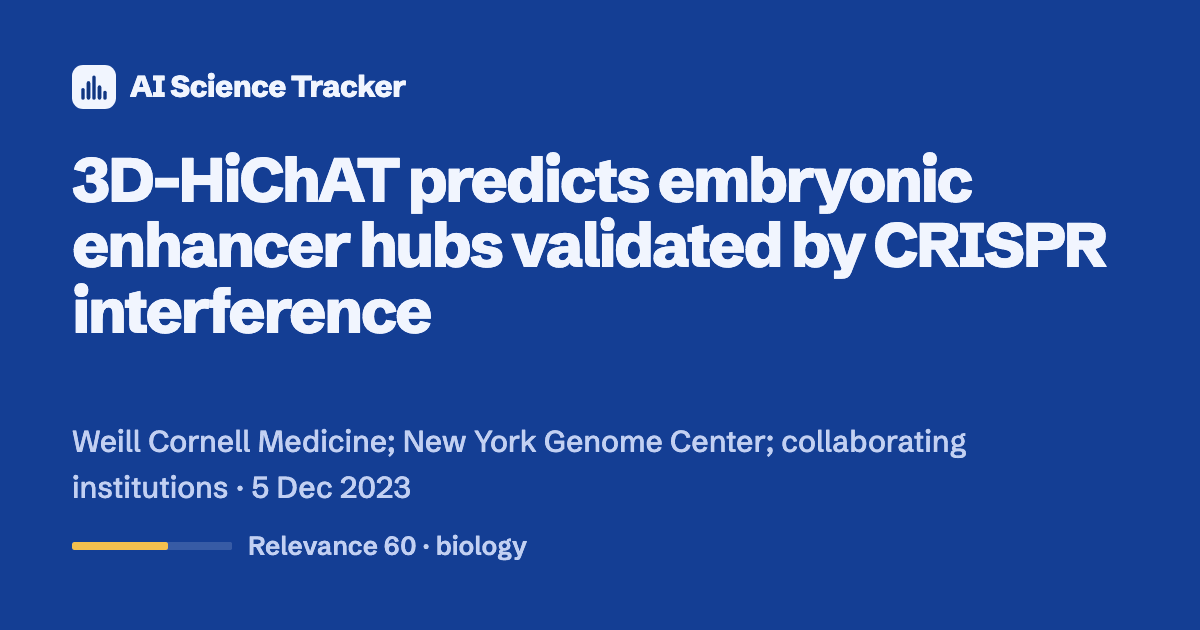 AI Science Tracker
3D-HiChAT predicts embryonic
enhancer hubs validated by CRISPR
interference
Weill Cornell Medicine; New York Genome Center; collaborating
institutions · 5 Dec 2023
Relevance 60 · biology